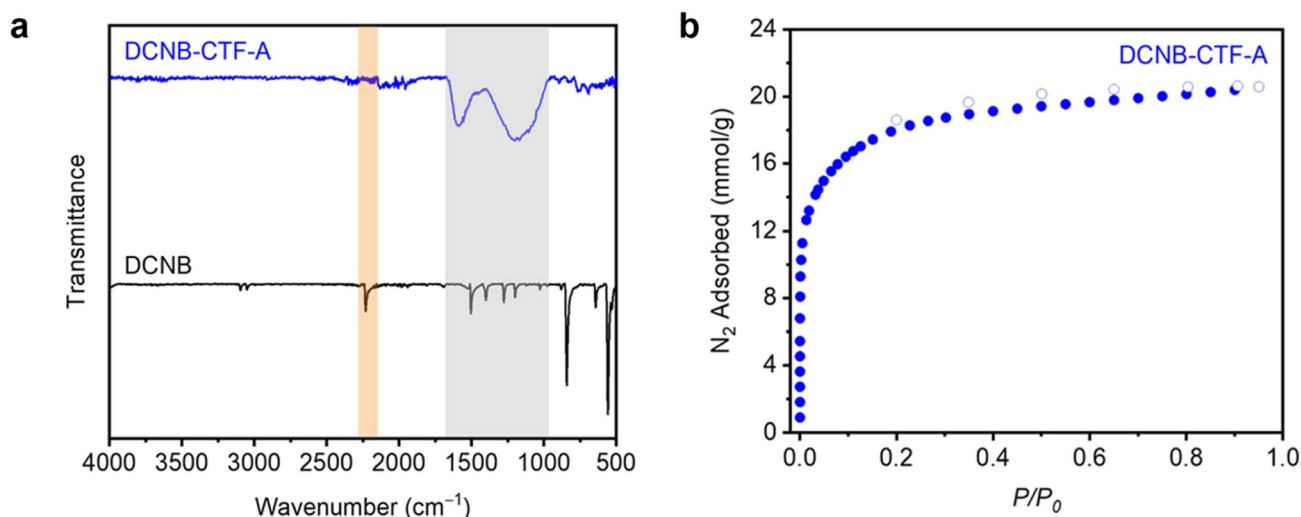 a
DCNB-CTF-A
DCNB
Transmittance
4000 3500 3000 2500 2000 1500 1000 500
Wavenumber (cm⁻¹)
b
DCNB-CTF-A
24
20
16
12
8
4
0
N₂ Adsorbed (mmol/g)
0.0 0.2 0.4 0.6 0.8 1.0
P/P₀